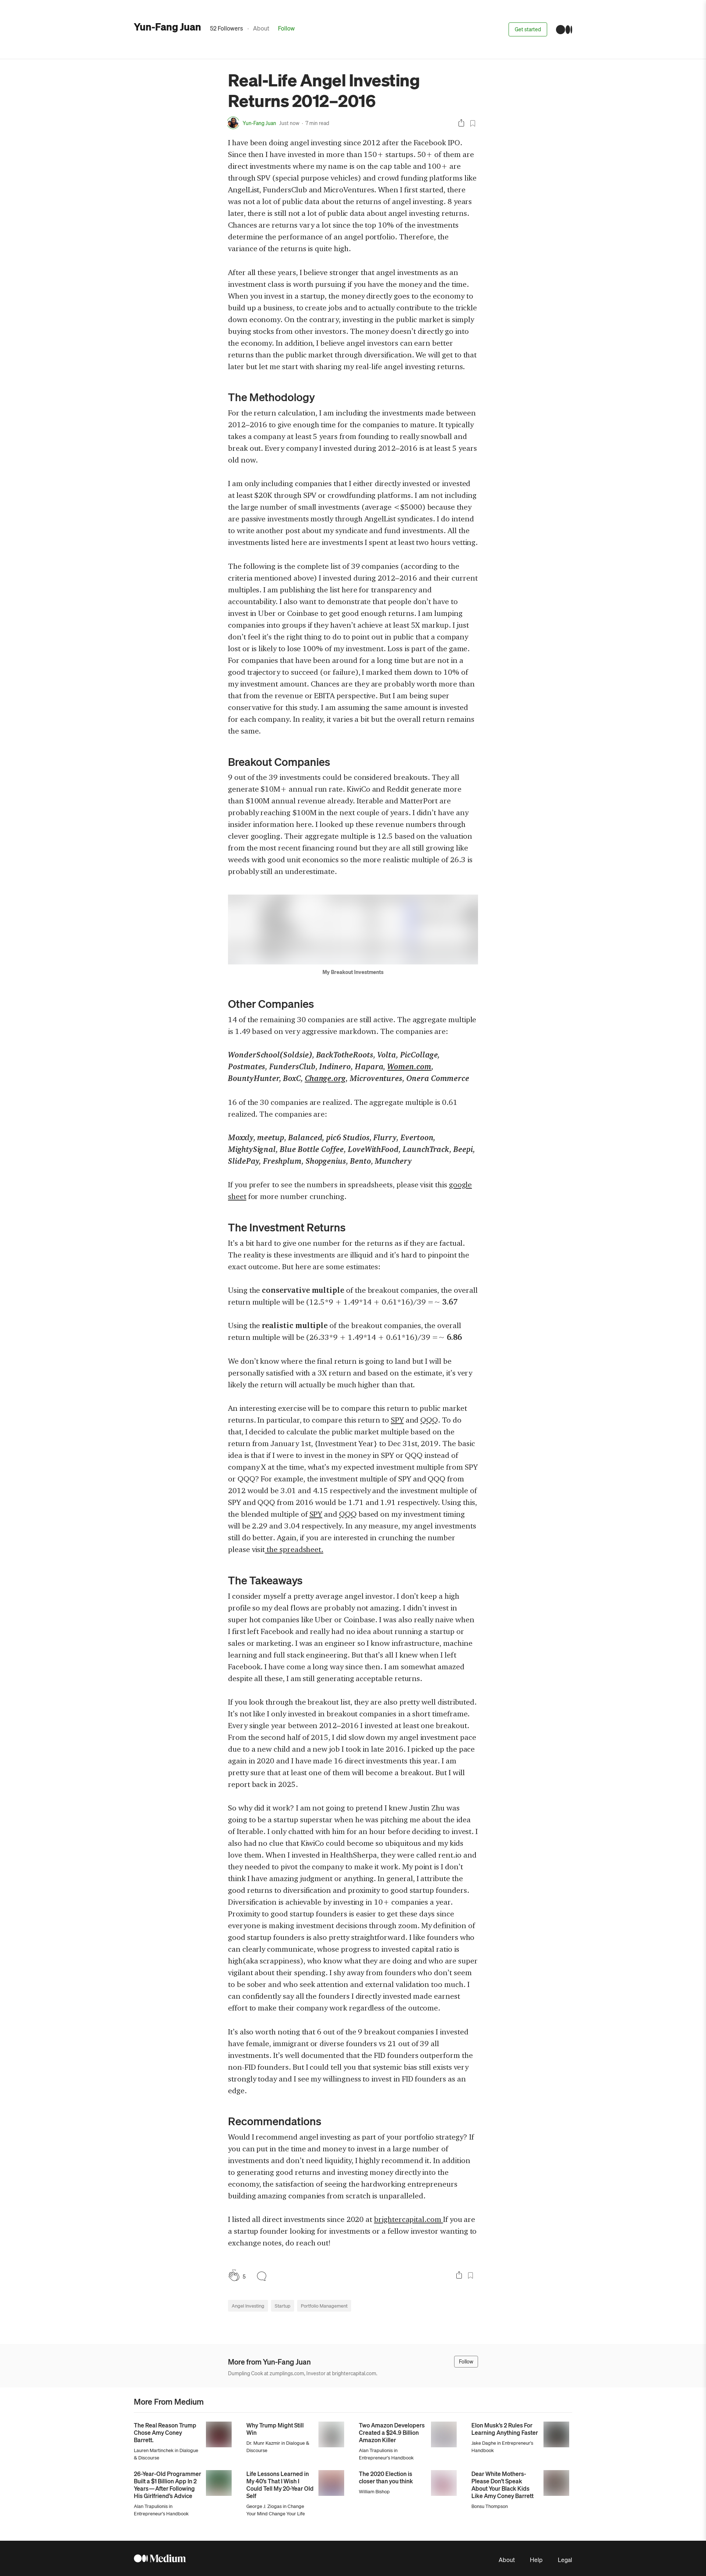 Yun-Fang Juan
52 Followers · About Follow
Get started
Real-Life Angel Investing
Returns 2012–2016
Yun-Fang Juan Just now · 7 min read
I have been doing angel investing since 2012 after the Facebook IPO.
Since then I have invested in more than 150+ startups. 50+ of them are
direct investments where my name is on the cap table and 100+ are
through SPV (special purpose vehicles) and crowd funding platforms like
AngelList, FundersClub and MicroVentures. When I first started, there
was not a lot of public data about the returns of angel investing. 8 years
later, there is still not a lot of public data about angel investing returns.
Chances are returns vary a lot since the top 10% of the investments
determine the performance of an angel portfolio. Therefore, the
variance of the returns is quite high.
After all these years, I believe stronger that angel investments as an
investment class is worth pursuing if you have the money and the time.
When you invest in a startup, the money directly goes to the economy to
build up a business, to create jobs and to actually contribute to the trickle
down economy. On the contrary, investing in the public market is simply
buying stocks from other investors. The money doesn't directly go into
the economy. In addition, I believe angel investors can earn better
returns than the public market through diversification. We will get to that
later but let me start with sharing my real-life angel investing returns.
The Methodology
For the return calculation, I am including the investments made between
2012–2016 to give enough time for the companies to mature. It typically
takes a company at least 5 years from founding to really snowball and
break out. Every company I invested during 2012–2016 is at least 5 years
old now.
I am only including companies that I either directly invested or invested
at least $20K through SPV or crowdfunding platforms. I am not including
the large number of small investments (average <$5000) because they
are passive investments mostly through AngelList syndicates. I do intend
to write another post about my syndicate and fund investments. All the
investments listed here are investments I spent at least two hours vetting.
The following is the complete list of 39 companies (according to the
criteria mentioned above) I invested during 2012–2016 and their current
multiples. I am publishing the list here for transparency and
accountability. I also want to demonstrate that people don't have to
invest in Uber or Coinbase to get good enough returns. I am lumping
companies into groups if they haven't achieve at least 5X markup. I just
don't feel it's the right thing to do to point out in public that a company
lost or is likely to lose 100% of my investment. Loss is part of the game.
For companies that have been around for a long time but are not in a
good trajectory to succeed (or failure), I marked them down to 10% of
my investment amount. Chances are they are probably worth more than
that from the revenue or EBITA perspective. But I am being super
conservative for this study. I am assuming the same amount is invested
for each company. In reality, it varies a bit but the overall return remains
the same.
Breakout Companies
9 out of the 39 investments could be considered breakouts. They all
generate $10M+ annual run rate. KiwiCo and Reddit generate more
than $100M annual revenue already. Iterable and MatterPort are
probably reaching $100M in the next couple of years. I didn't have any
insider information here. I looked up these revenue numbers through
clever googling. Their aggregate multiple is 12.5 based on the valuation
from the most recent financing round but they are all still growing like
weeds with good unit economics so the more realistic multiple of 26.3 is
probably still an underestimate.
My Breakout Investments
Other Companies
14 of the remaining 30 companies are still active. The aggregate multiple
is 1.49 based on very aggressive markdown. The companies are:
WonderSchool(Soldsie), BackTotheRoots, Volta, PicCollage,
Postmates, FundersClub, Indinero, Hapara, Women.com,
BountyHunter, BoxC, Change.org, Microventures, Onera Commerce
16 of the 30 companies are realized. The aggregate multiple is 0.61
realized. The companies are:
Moxxly, meetup, Balanced, pic6 Studios, Flurry, Evertoon,
MightySignal, Blue Bottle Coffee, LoveWithFood, LaunchTrack, Beepi,
SlidePay, Freshplum, Shopgenius, Bento, Munchery
If you prefer to see the numbers in spreadsheets, please visit this google
sheet for more number crunching.
The Investment Returns
It's a bit hard to give one number for the returns as if they are factual.
The reality is these investments are illiquid and it's hard to pinpoint the
exact outcome. But here are some estimates:
Using the conservative multiple of the breakout companies, the overall
return multiple will be (12.5*9 + 1.49*14 + 0.61*16)/39 =~ 3.67
Using the realistic multiple of the breakout companies, the overall
return multiple will be (26.33*9 + 1.49*14 + 0.61*16)/39 =~ 6.86
We don't know where the final return is going to land but I will be
personally satisfied with a 3X return and based on the estimate, it's very
likely the return will actually be much higher than that.
An interesting exercise will be to compare this return to public market
returns. In particular, to compare this return to SPY and QQQ. To do
that, I decided to calculate the public market multiple based on the
return from January 1st, {Investment Year} to Dec 31st, 2019. The basic
idea is that if I were to invest in the money in SPY or QQQ instead of
company X at the time, what's my expected investment multiple from SPY
or QQQ? For example, the investment multiple of SPY and QQQ from
2012 would be 3.01 and 4.15 respectively and the investment multiple of
SPY and QQQ from 2016 would be 1.71 and 1.91 respectively. Using this,
the blended multiple of SPY and QQQ based on my investment timing
will be 2.29 and 3.04 respectively. In any measure, my angel investments
still do better. Again, if you are interested in crunching the number
please visit the spreadsheet.
The Takeaways
I consider myself a pretty average angel investor. I don't keep a high
profile so my deal flows are probably not amazing. I didn't invest in
super hot companies like Uber or Coinbase. I was also really naive when
I first left Facebook and really had no idea about running a startup or
sales or marketing. I was an engineer so I know infrastructure, machine
learning and full stack engineering. But that's all I knew when I left
Facebook. I have come a long way since then. I am somewhat amazed
despite all these, I am still generating acceptable returns.
If you look through the breakout list, they are also pretty well distributed.
It's not like I only invested in breakout companies in a short timeframe.
Every single year between 2012–2016 I invested at least one breakout.
From the second half of 2015, I did slow down my angel investment pace
due to a new child and a new job I took in late 2016. I picked up the pace
again in 2020 and I have made 16 direct investments this year. I am
pretty sure that at least one of them will become a breakout. But I will
report back in 2025.
So why did it work? I am not going to pretend I knew Justin Zhu was
going to be a startup superstar when he was pitching me about the idea
of Iterable. I only chatted with him for an hour before deciding to invest. I
also had no clue that KiwiCo could become so ubiquitous and my kids
love them. When I invested in HealthSherpa, they were called rent.io and
they needed to pivot the company to make it work. My point is I don't
think I have amazing judgment or anything. In general, I attribute the
good returns to diversification and proximity to good startup founders.
Diversification is achievable by investing in 10+ companies a year.
Proximity to good startup founders is easier to get these days since
everyone is making investment decisions through zoom. My definition of
good startup founders is also pretty straightforward. I like founders who
can clearly communicate, whose progress to invested capital ratio is
high(aka scrappiness), who know what they are doing and who are super
vigilant about their spending. I shy away from founders who don't seem
to be sober and who seek attention and external validation too much. I
can confidently say all the founders I directly invested made earnest
effort to make their company work regardless of the outcome.
It's also worth noting that 6 out of the 9 breakout companies I invested
have female, immigrant or diverse founders vs 21 out of 39 all
investments. It's well documented that the FID founders outperform the
non-FID founders. But I could tell you that systemic bias still exists very
strongly today and I see my willingness to invest in FID founders as an
edge.
Recommendations
Would I recommend angel investing as part of your portfolio strategy? If
you can put in the time and money to invest in a large number of
investments and don't need liquidity, I highly recommend it. In addition
to generating good returns and investing money directly into the
economy, the satisfaction of seeing the hardworking entrepreneurs
building amazing companies from scratch is unparalleled.
I listed all direct investments since 2020 at brightercapital.com If you are
a startup founder looking for investments or a fellow investor wanting to
exchange notes, do reach out!
5
Angel Investing Startup Portfolio Management
More from Yun-Fang Juan
Follow
Dumpling Cook at zumplings.com, Investor at brightercapital.com.
More From Medium
The Real Reason Trump
Chose Amy Coney
Barrett.
Lauren Martinchek in Dialogue
& Discourse
Why Trump Might Still
Win
Dr. Munr Kazmir in Dialogue &
Discourse
Two Amazon Developers
Created a $24.9 Billion
Amazon Killer
Alan Trapulionis in
Entrepreneur's Handbook
Elon Musk's 2 Rules For
Learning Anything Faster
Jake Daghe in Entrepreneur's
Handbook
26-Year-Old Programmer
Built a $1 Billion App In 2
Years — After Following
His Girlfriend's Advice
Alan Trapulionis in
Entrepreneur's Handbook
Life Lessons Learned in
My 40's That I Wish I
Could Tell My 20-Year Old
Self
George J. Ziogas in Change
Your Mind Change Your Life
The 2020 Election is
closer than you think
William Bishop
Dear White Mothers-
Please Don't Speak
About Your Black Kids
Like Amy Coney Barrett
Bonsu Thompson
Medium
About Help Legal